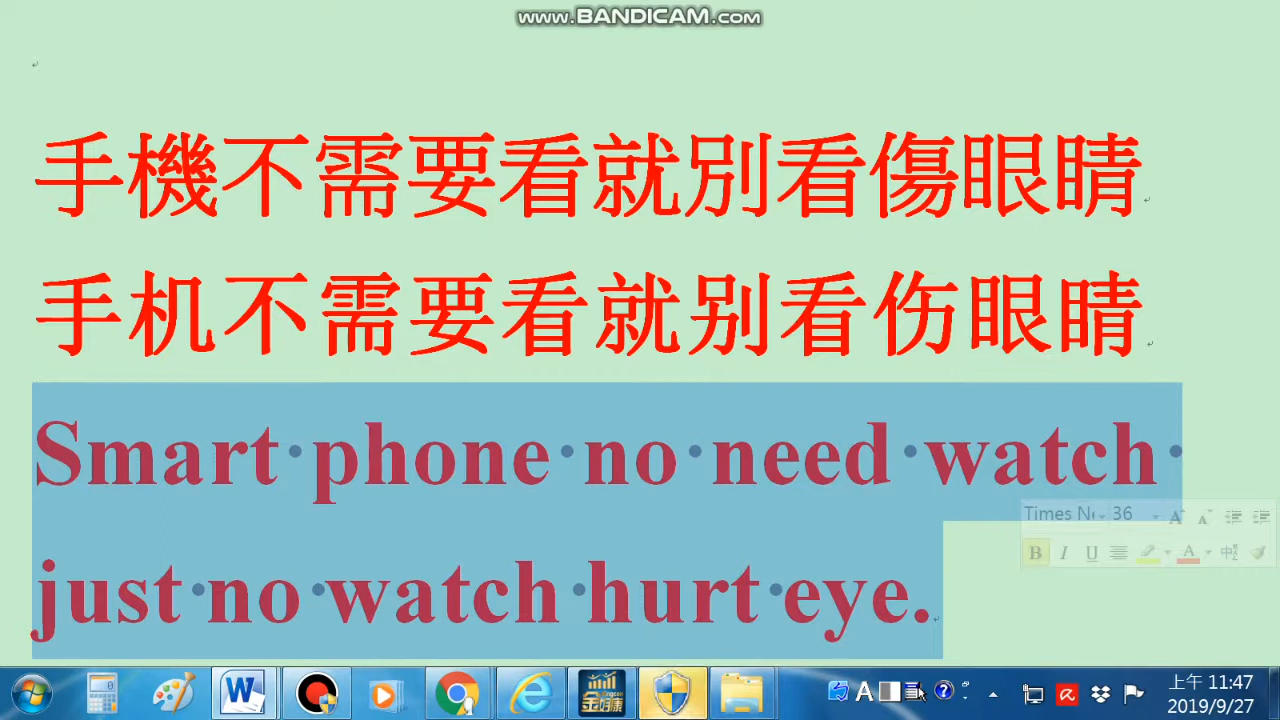 www.BANDICAM.com
手機不需要看就別看傷眼睛
手机不需要看就别看伤眼睛
Smart phone no need watch
just no watch hurt eye.
Times Ne 36
B I U A 中
上午 11:47
2019/9/27